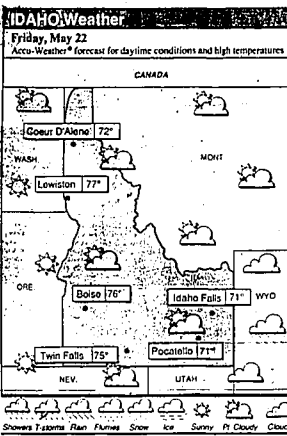 IDAHO Weather
Friday, May 22
Accu-Weather® forecast for daytime conditions and high temperatures
CANADA
Coeur D'Alene 72°
WASH.
MONT
Lewiston 77°
ORE.
Boise 76°
Idaho Falls 71°
WYO
Twin Falls 75°
Pocatello 71°
NEV.
UTAH
Showers T-storms Rain Flurries Snow Ice Sunny Pt Cloudy